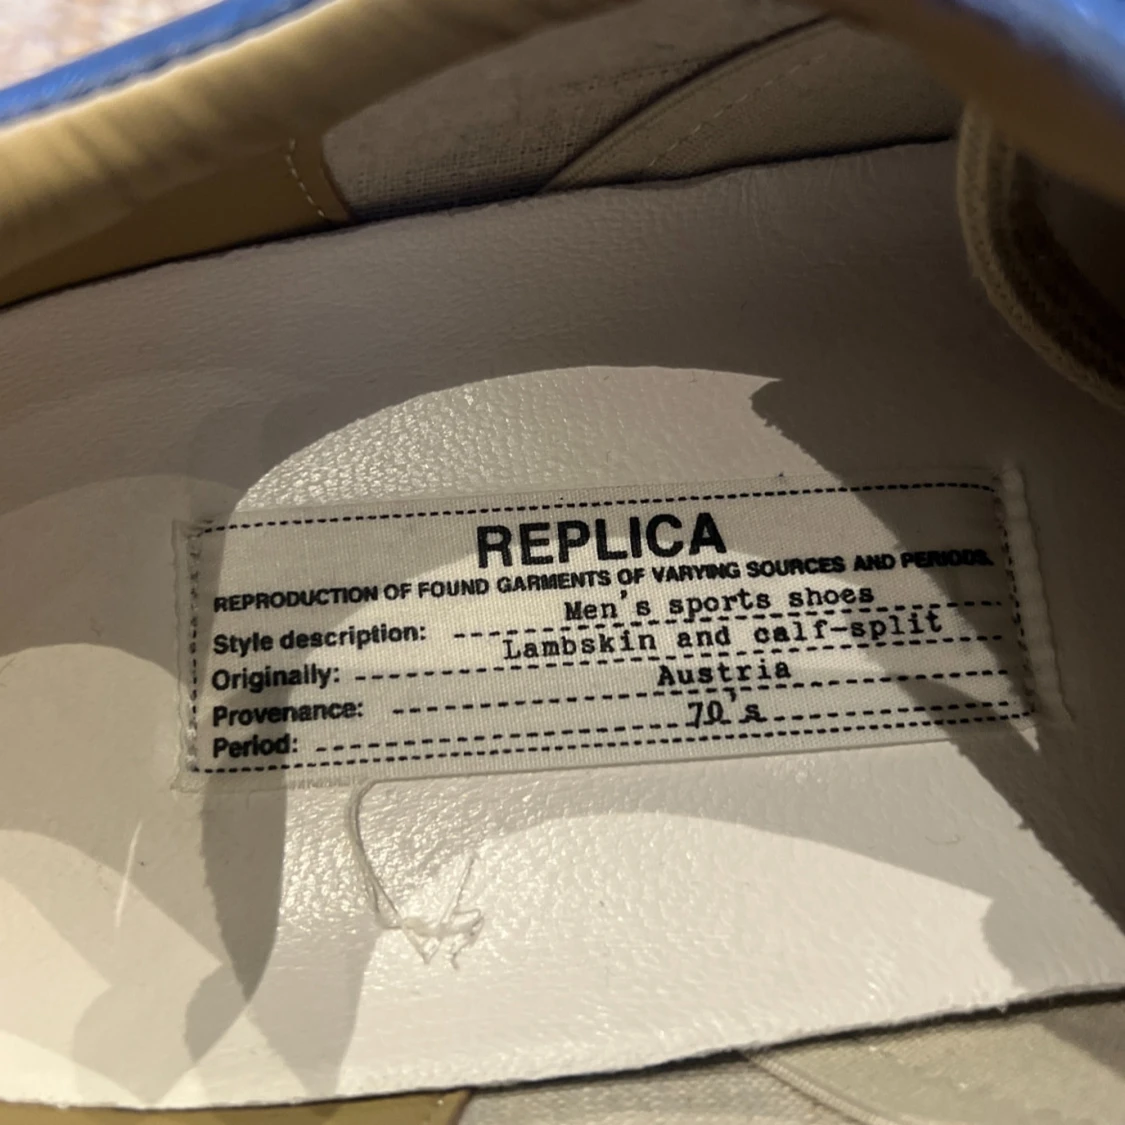 REPLICA
REPRODUCTION OF FOUND GARMENTS OF VARYING SOURCES AND PERIODS.
Style description: Men's sports shoes
Originally: Lambskin and calf-split
Provenance: Austria
Period: 70's